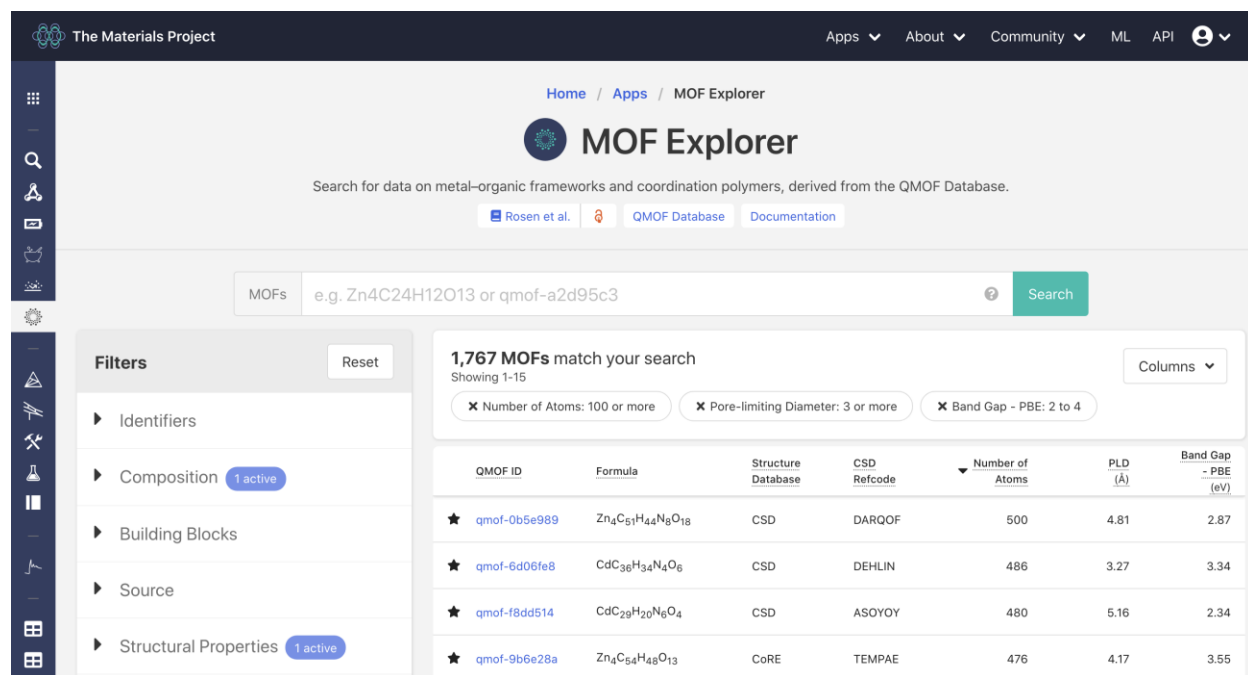 The Materials Project
Apps About Community ML API
Home / Apps / MOF Explorer
MOF Explorer
Search for data on metal–organic frameworks and coordination polymers, derived from the QMOF Database.
Rosen et al. QMOF Database Documentation
MOFs e.g. Zn4C24H12O13 or qmof-a2d95c3 Search
Filters Reset
Identifiers
Composition 1 active
Building Blocks
Source
Structural Properties 1 active
1,767 MOFs match your search
Showing 1-15
Columns
Number of Atoms: 100 or more Pore-limiting Diameter: 3 or more Band Gap - PBE: 2 to 4
QMOF ID Formula Structure Database CSD Refcode Number of Atoms PLD (Å) Band Gap - PBE (eV)
qmof-0b5e989 Zn₄C₅₁H₄₄N₈O₁₈ CSD DARQOF 500 4.81 2.87
qmof-6d06fe8 CdC₃₆H₃₄N₄O₆ CSD DEHLIN 486 3.27 3.34
qmof-f8dd514 CdC₂₉H₂₀N₆O₄ CSD ASOYOY 480 5.16 2.34
qmof-9b6e28a Zn₄C₅₄H₄₈O₁₃ CoRE TEMPAE 476 4.17 3.55